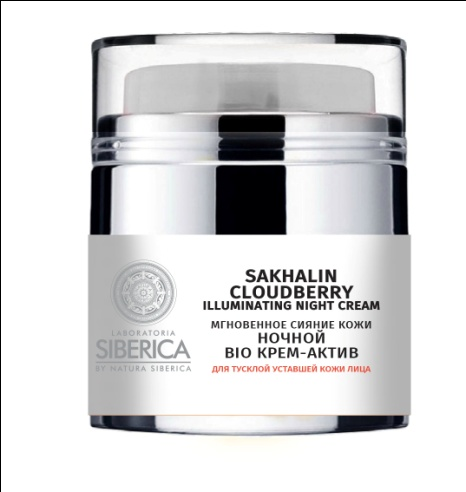 LABORATORIA
SIBERICA
BY NATURA SIBERICA
SAKHALIN
CLOUDBERRY
ILLUMINATING NIGHT CREAM
МГНОВЕННОЕ СИЯНИЕ КОЖИ
НОЧНОЙ
BIO КРЕМ-АКТИВ
ДЛЯ ТУСКЛОЙ УСТАВШЕЙ КОЖИ ЛИЦА